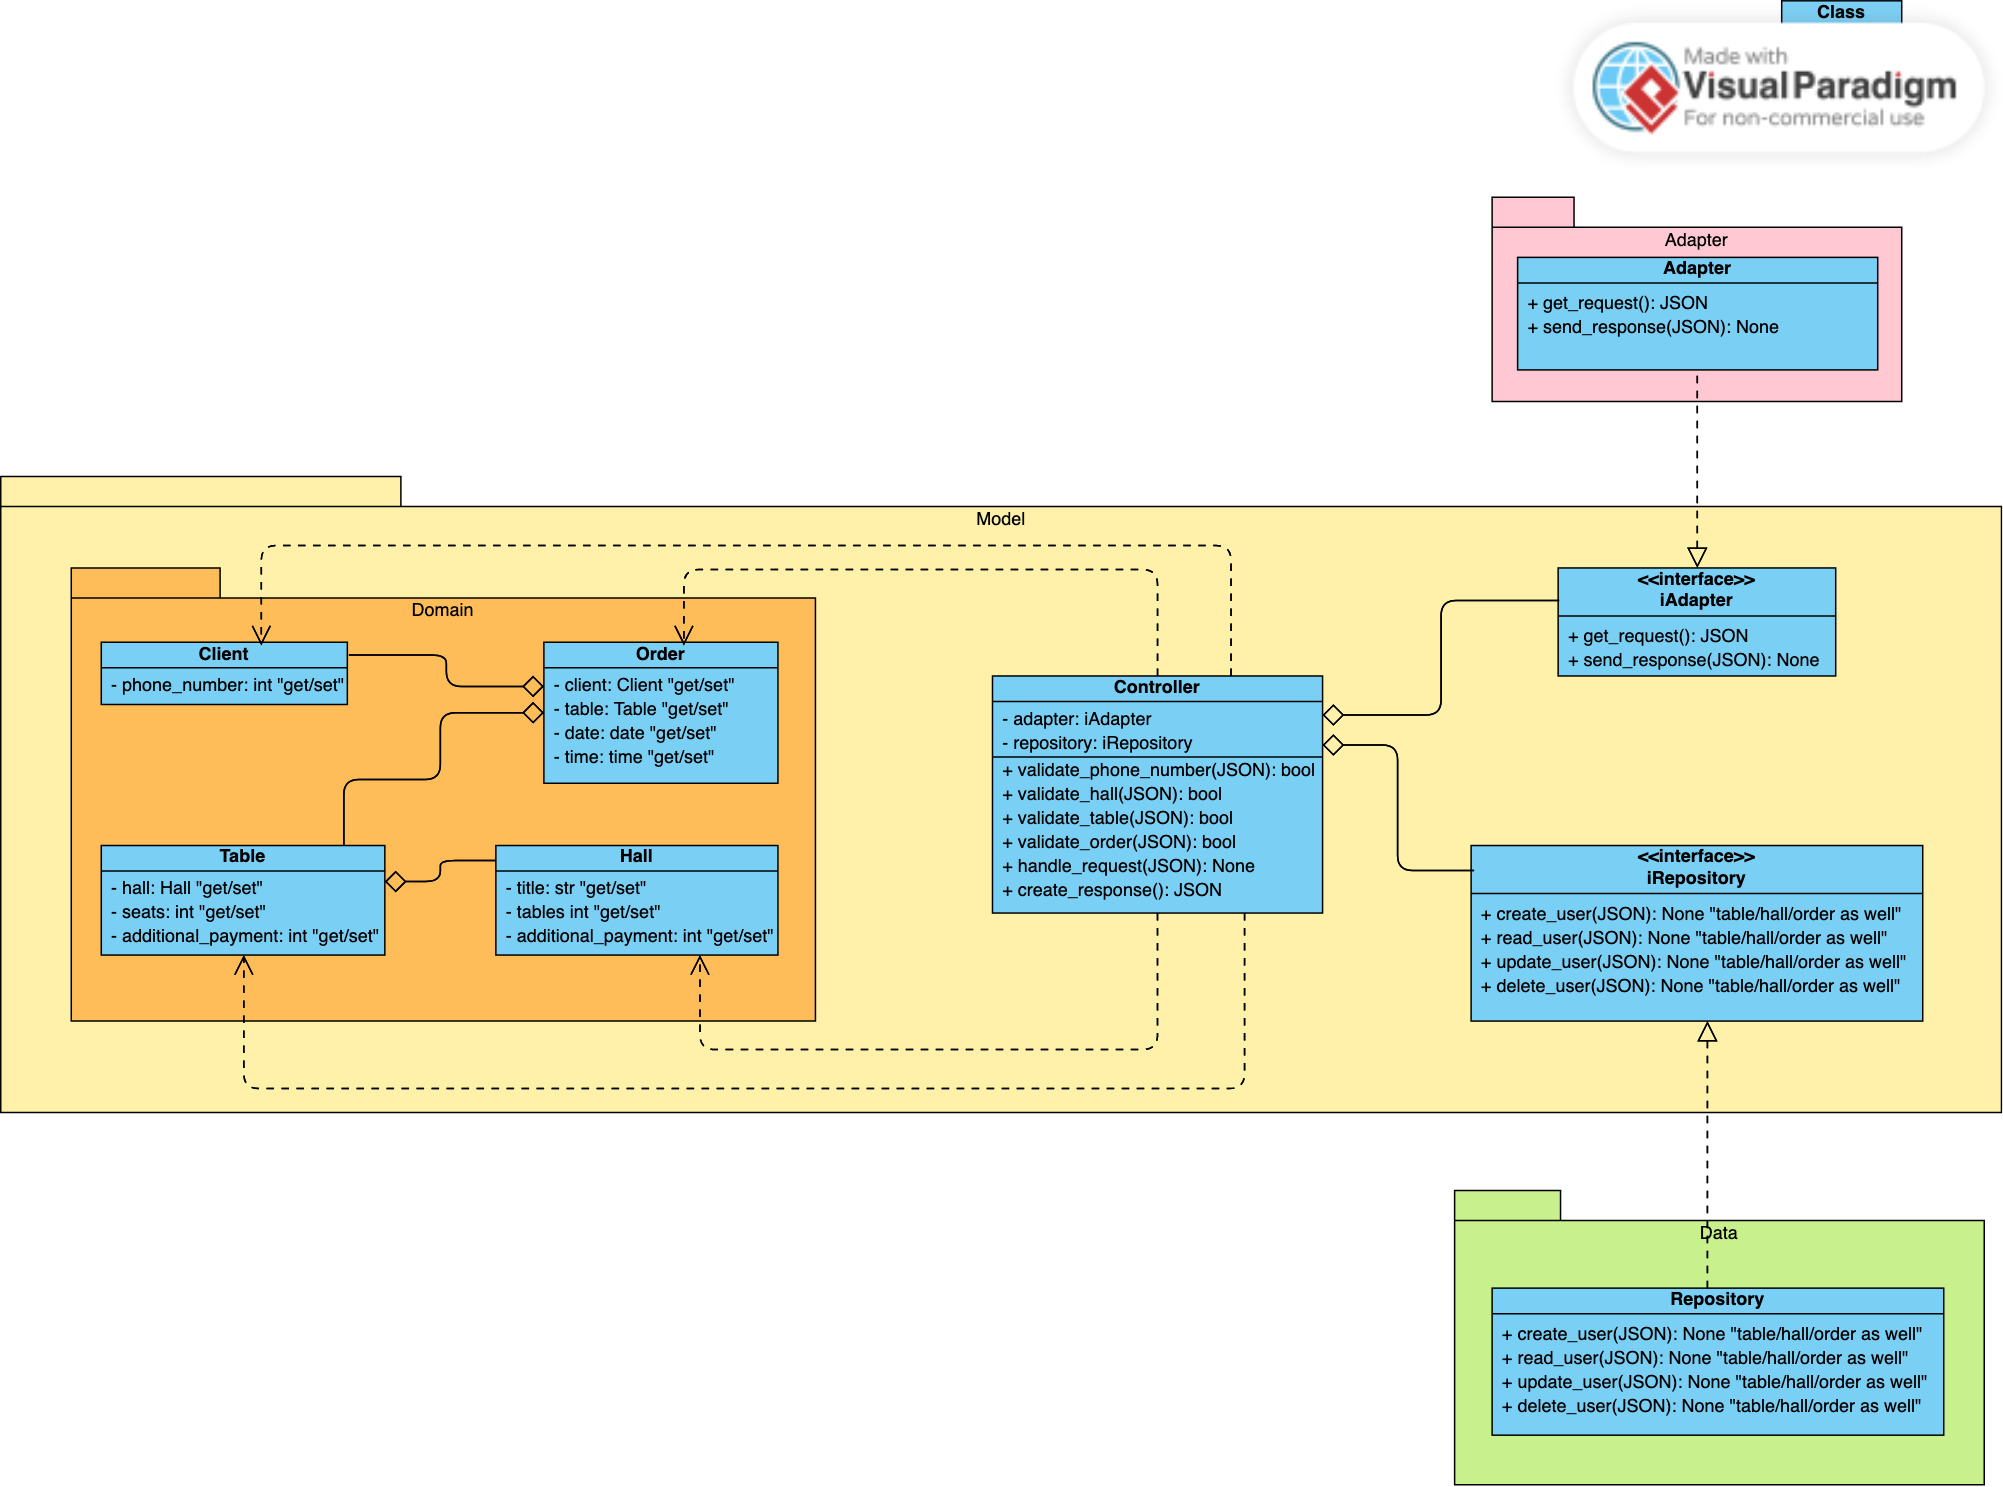 Class
Made with
Visual Paradigm
For non-commercial use
Adapter
Adapter
+ get_request(): JSON
+ send_response(JSON): None
Model
Domain
Client
- phone_number: int "get/set"
Order
- client: Client "get/set"
- table: Table "get/set"
- date: date "get/set"
- time: time "get/set"
Table
- hall: Hall "get/set"
- seats: int "get/set"
- additional_payment: int "get/set"
Hall
- title: str "get/set"
- tables int "get/set"
- additional_payment: int "get/set"
Controller
- adapter: iAdapter
- repository: iRepository
+ validate_phone_number(JSON): bool
+ validate_hall(JSON): bool
+ validate_table(JSON): bool
+ validate_order(JSON): bool
+ handle_request(JSON): None
+ create_response(): JSON
<<interface>>
iAdapter
+ get_request(): JSON
+ send_response(JSON): None
<<interface>>
iRepository
+ create_user(JSON): None "table/hall/order as well"
+ read_user(JSON): None "table/hall/order as well"
+ update_user(JSON): None "table/hall/order as well"
+ delete_user(JSON): None "table/hall/order as well"
Data
Repository
+ create_user(JSON): None "table/hall/order as well"
+ read_user(JSON): None "table/hall/order as well"
+ update_user(JSON): None "table/hall/order as well"
+ delete_user(JSON): None "table/hall/order as well"